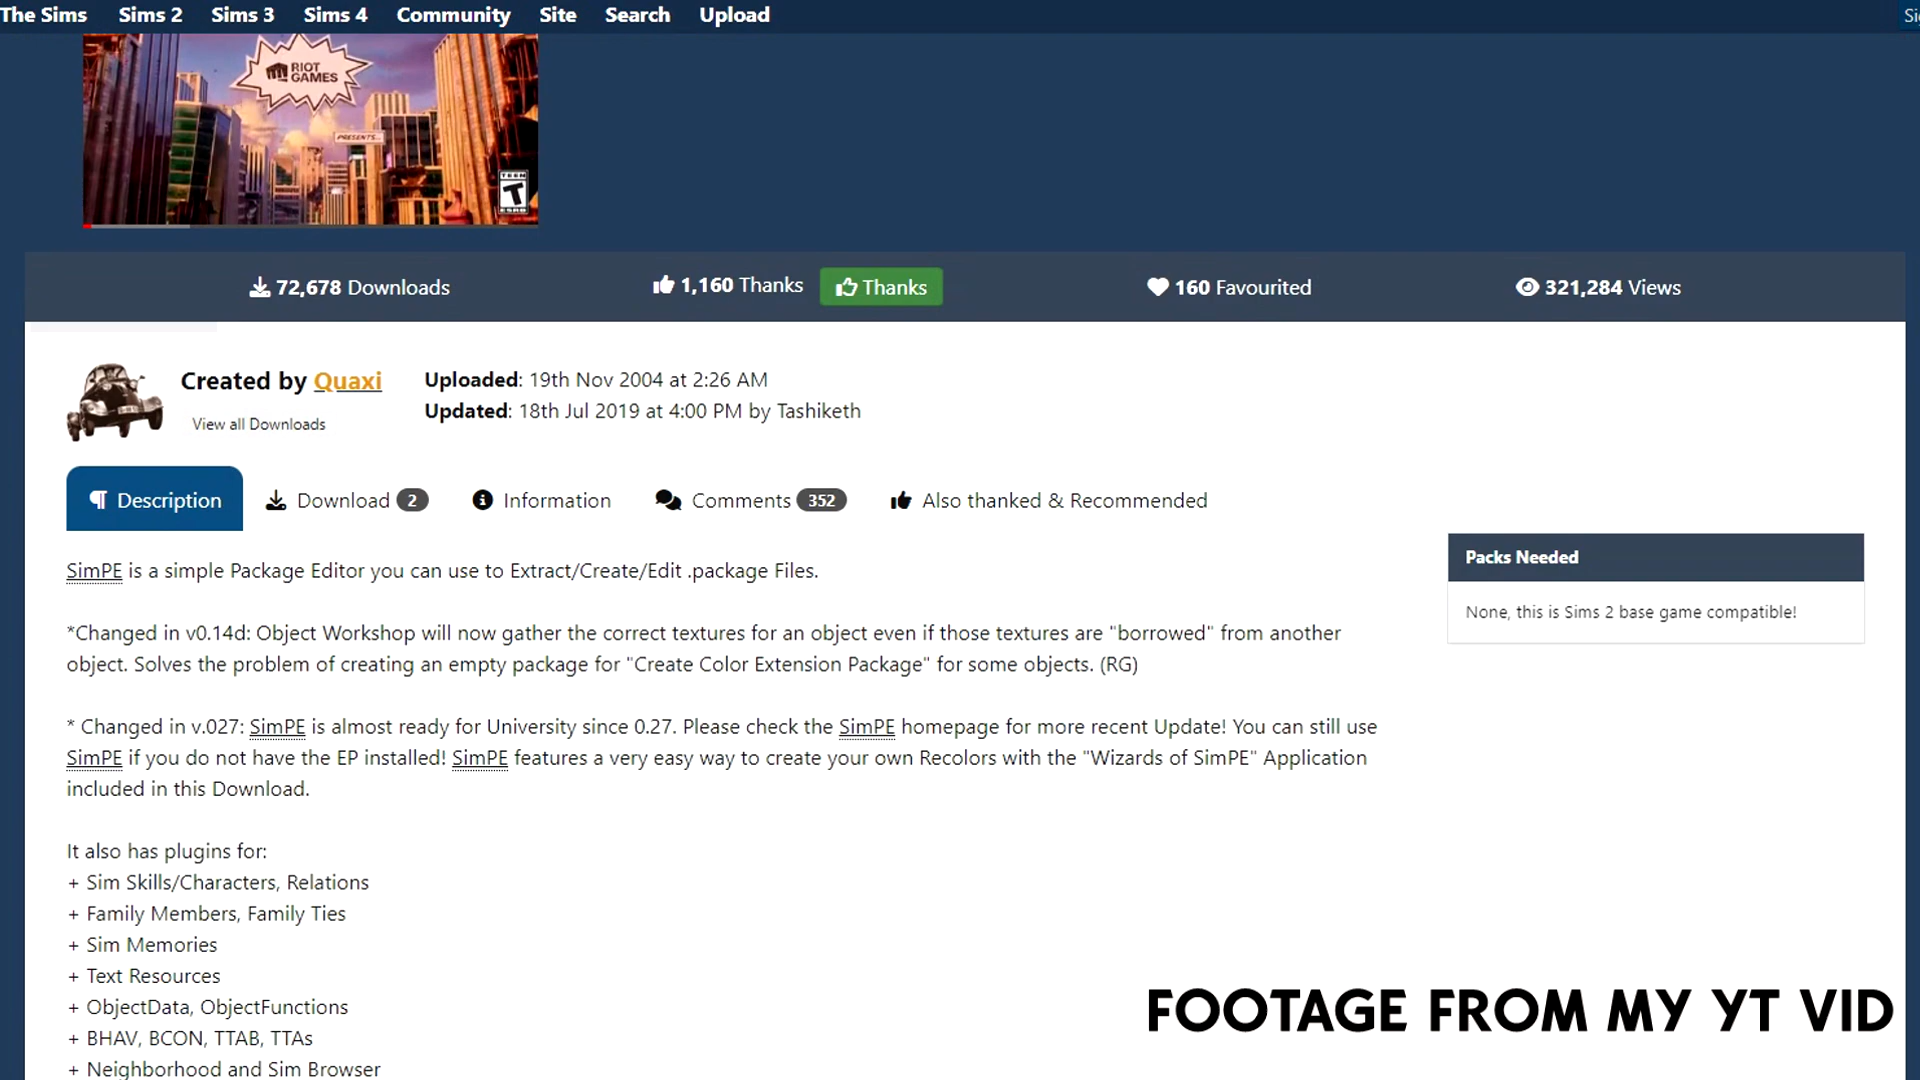 The Sims Sims 2 Sims 3 Sims 4 Community Site Search Upload
RIOT
GAMES
PRESENTS...
TEEN
T
ESRB
72,678 Downloads 1,160 Thanks Thanks 160 Favourited 321,284 Views
Created by Quaxi
View all Downloads
Uploaded: 19th Nov 2004 at 2:26 AM
Updated: 18th Jul 2019 at 4:00 PM by Tashiketh
Description Download 2 Information Comments 352 Also thanked & Recommended
SimPE is a simple Package Editor you can use to Extract/Create/Edit .package Files.
*Changed in v0.14d: Object Workshop will now gather the correct textures for an object even if those textures are "borrowed" from another
object. Solves the problem of creating an empty package for "Create Color Extension Package" for some objects. (RG)
* Changed in v.027: SimPE is almost ready for University since 0.27. Please check the SimPE homepage for more recent Update! You can still use
SimPE if you do not have the EP installed! SimPE features a very easy way to create your own Recolors with the "Wizards of SimPE" Application
included in this Download.
It also has plugins for:
+ Sim Skills/Characters, Relations
+ Family Members, Family Ties
+ Sim Memories
+ Text Resources
+ ObjectData, ObjectFunctions
+ BHAV, BCON, TTAB, TTAs
+ Neighborhood and Sim Browser
Packs Needed
None, this is Sims 2 base game compatible!
FOOTAGE FROM MY YT VID